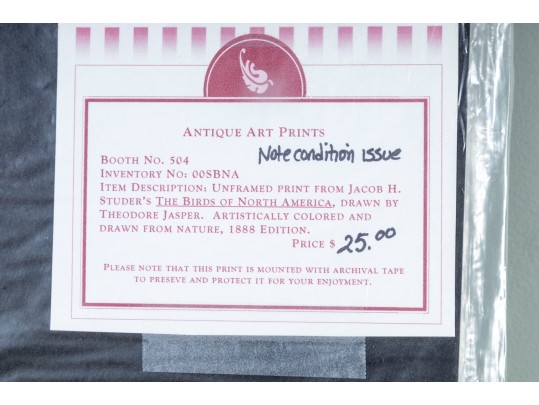 ANTIQUE ART PRINTS
BOOTH NO. 504 Note condition issue
INVENTORY NO: 00SBNA
ITEM DESCRIPTION: UNFRAMED PRINT FROM JACOB H.
STUDER'S THE BIRDS OF NORTH AMERICA, DRAWN BY
THEODORE JASPER. ARTISTICALLY COLORED AND
DRAWN FROM NATURE, 1888 EDITION.
PRICE $ 25.00
PLEASE NOTE THAT THIS PRINT IS MOUNTED WITH ARCHIVAL TAPE
TO PRESEVE AND PROTECT IT FOR YOUR ENJOYMENT.